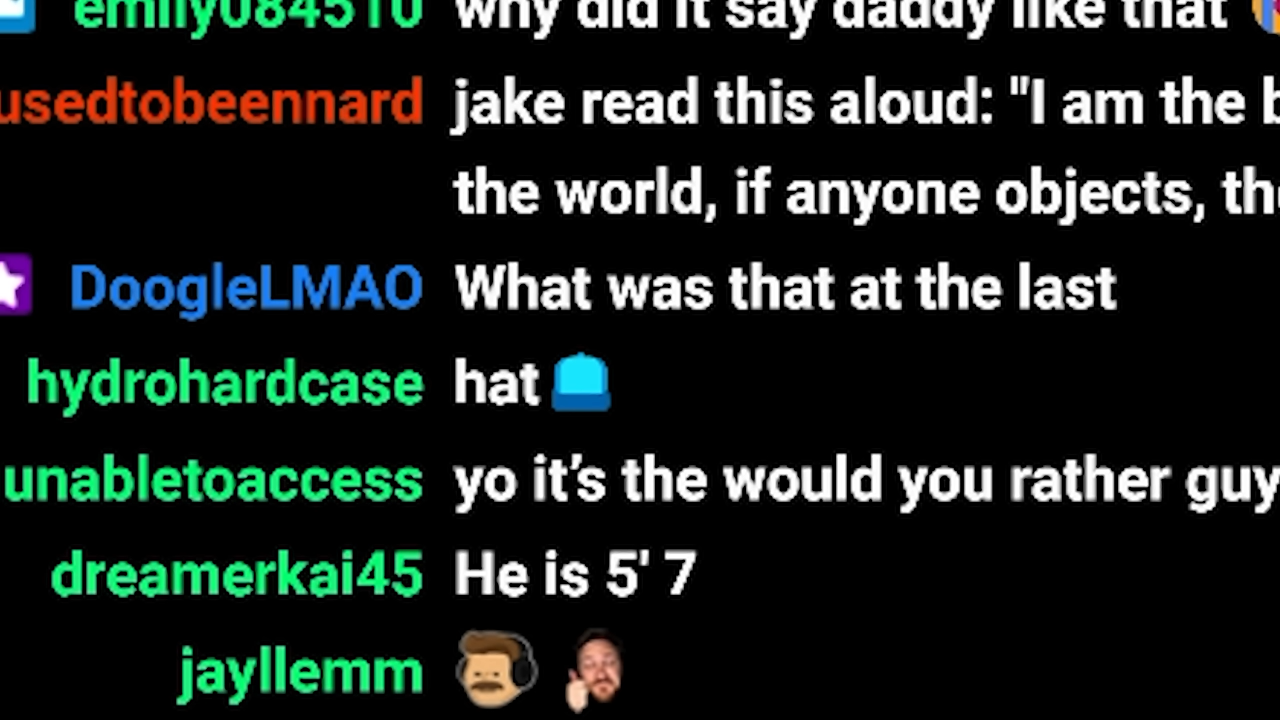 emily084510 why did it say daddy like that
usedtobeennard jake read this aloud: "I am the
the world, if anyone objects,
DoogleLMAO What was that at the last
hydrohardcase hat
unabletoaccess yo it’s the would you rather guy
dreamerkai45 He is 5' 7
jayllemm